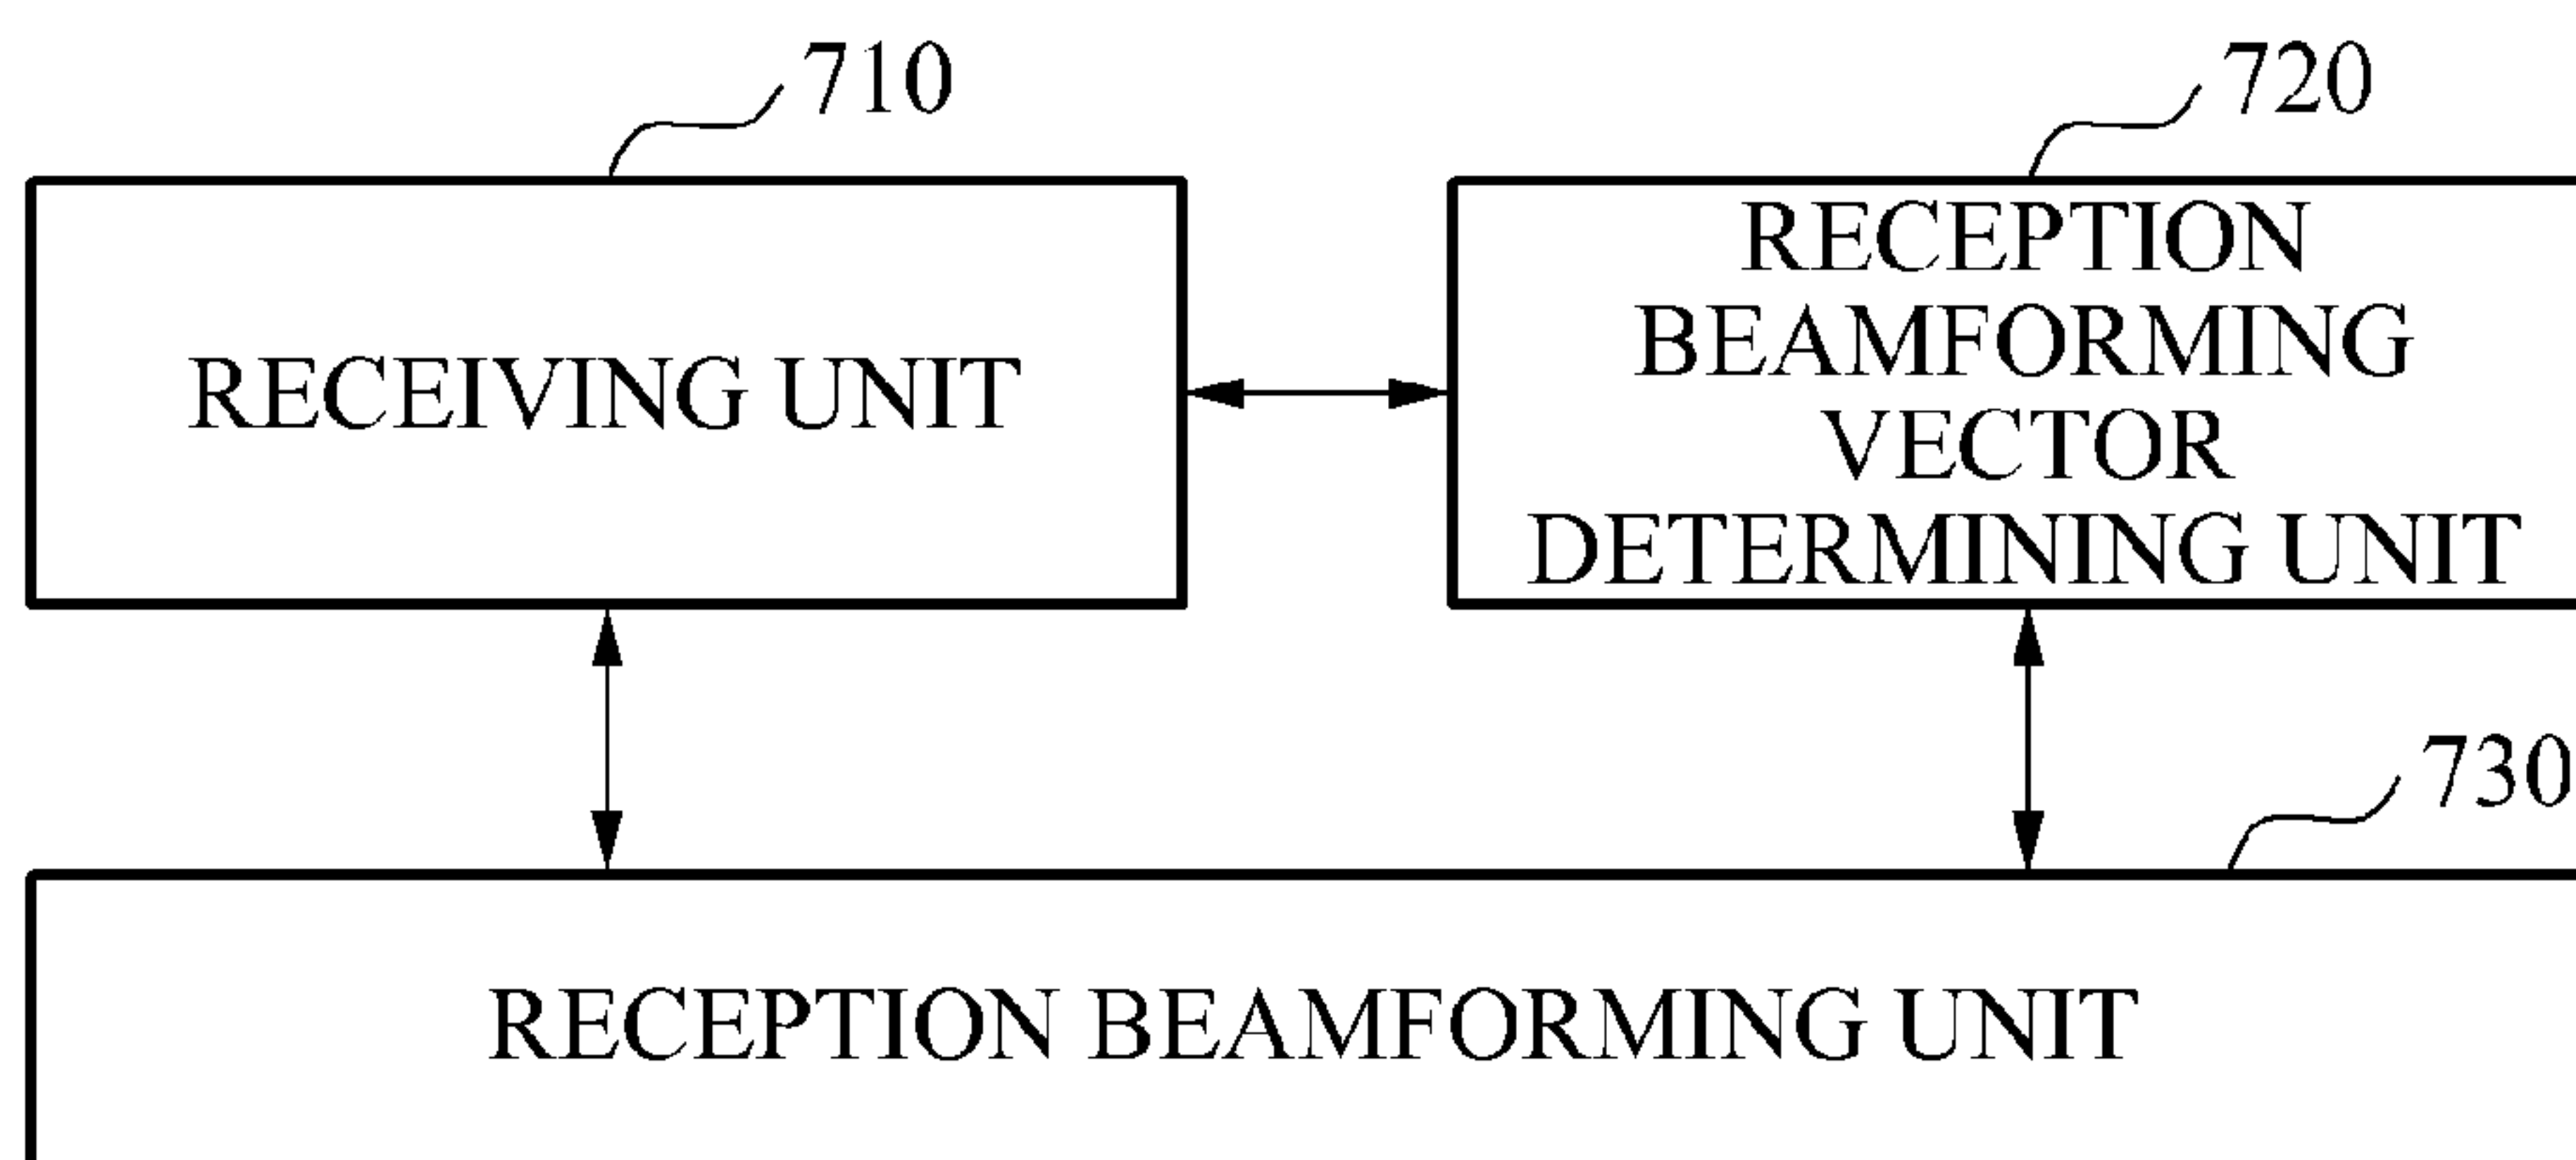 710
720
RECEIVING UNIT
RECEPTION
BEAMFORMING
VECTOR
DETERMINING UNIT
730
RECEPTION BEAMFORMING UNIT